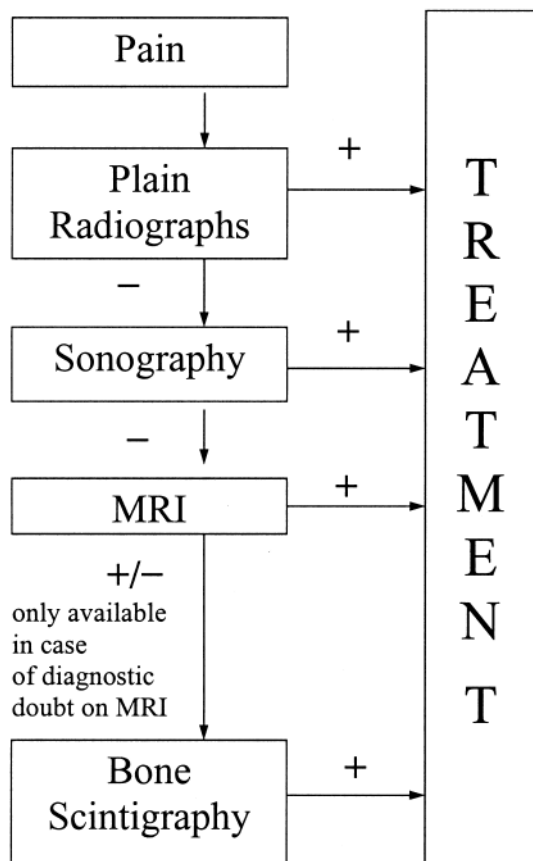 Pain
Plain
Radiographs
+
−
Sonography
+
−
MRI
+
+/−
only available
in case
of diagnostic
doubt on MRI
Bone
Scintigraphy
+
T
R
E
A
T
M
E
N
T